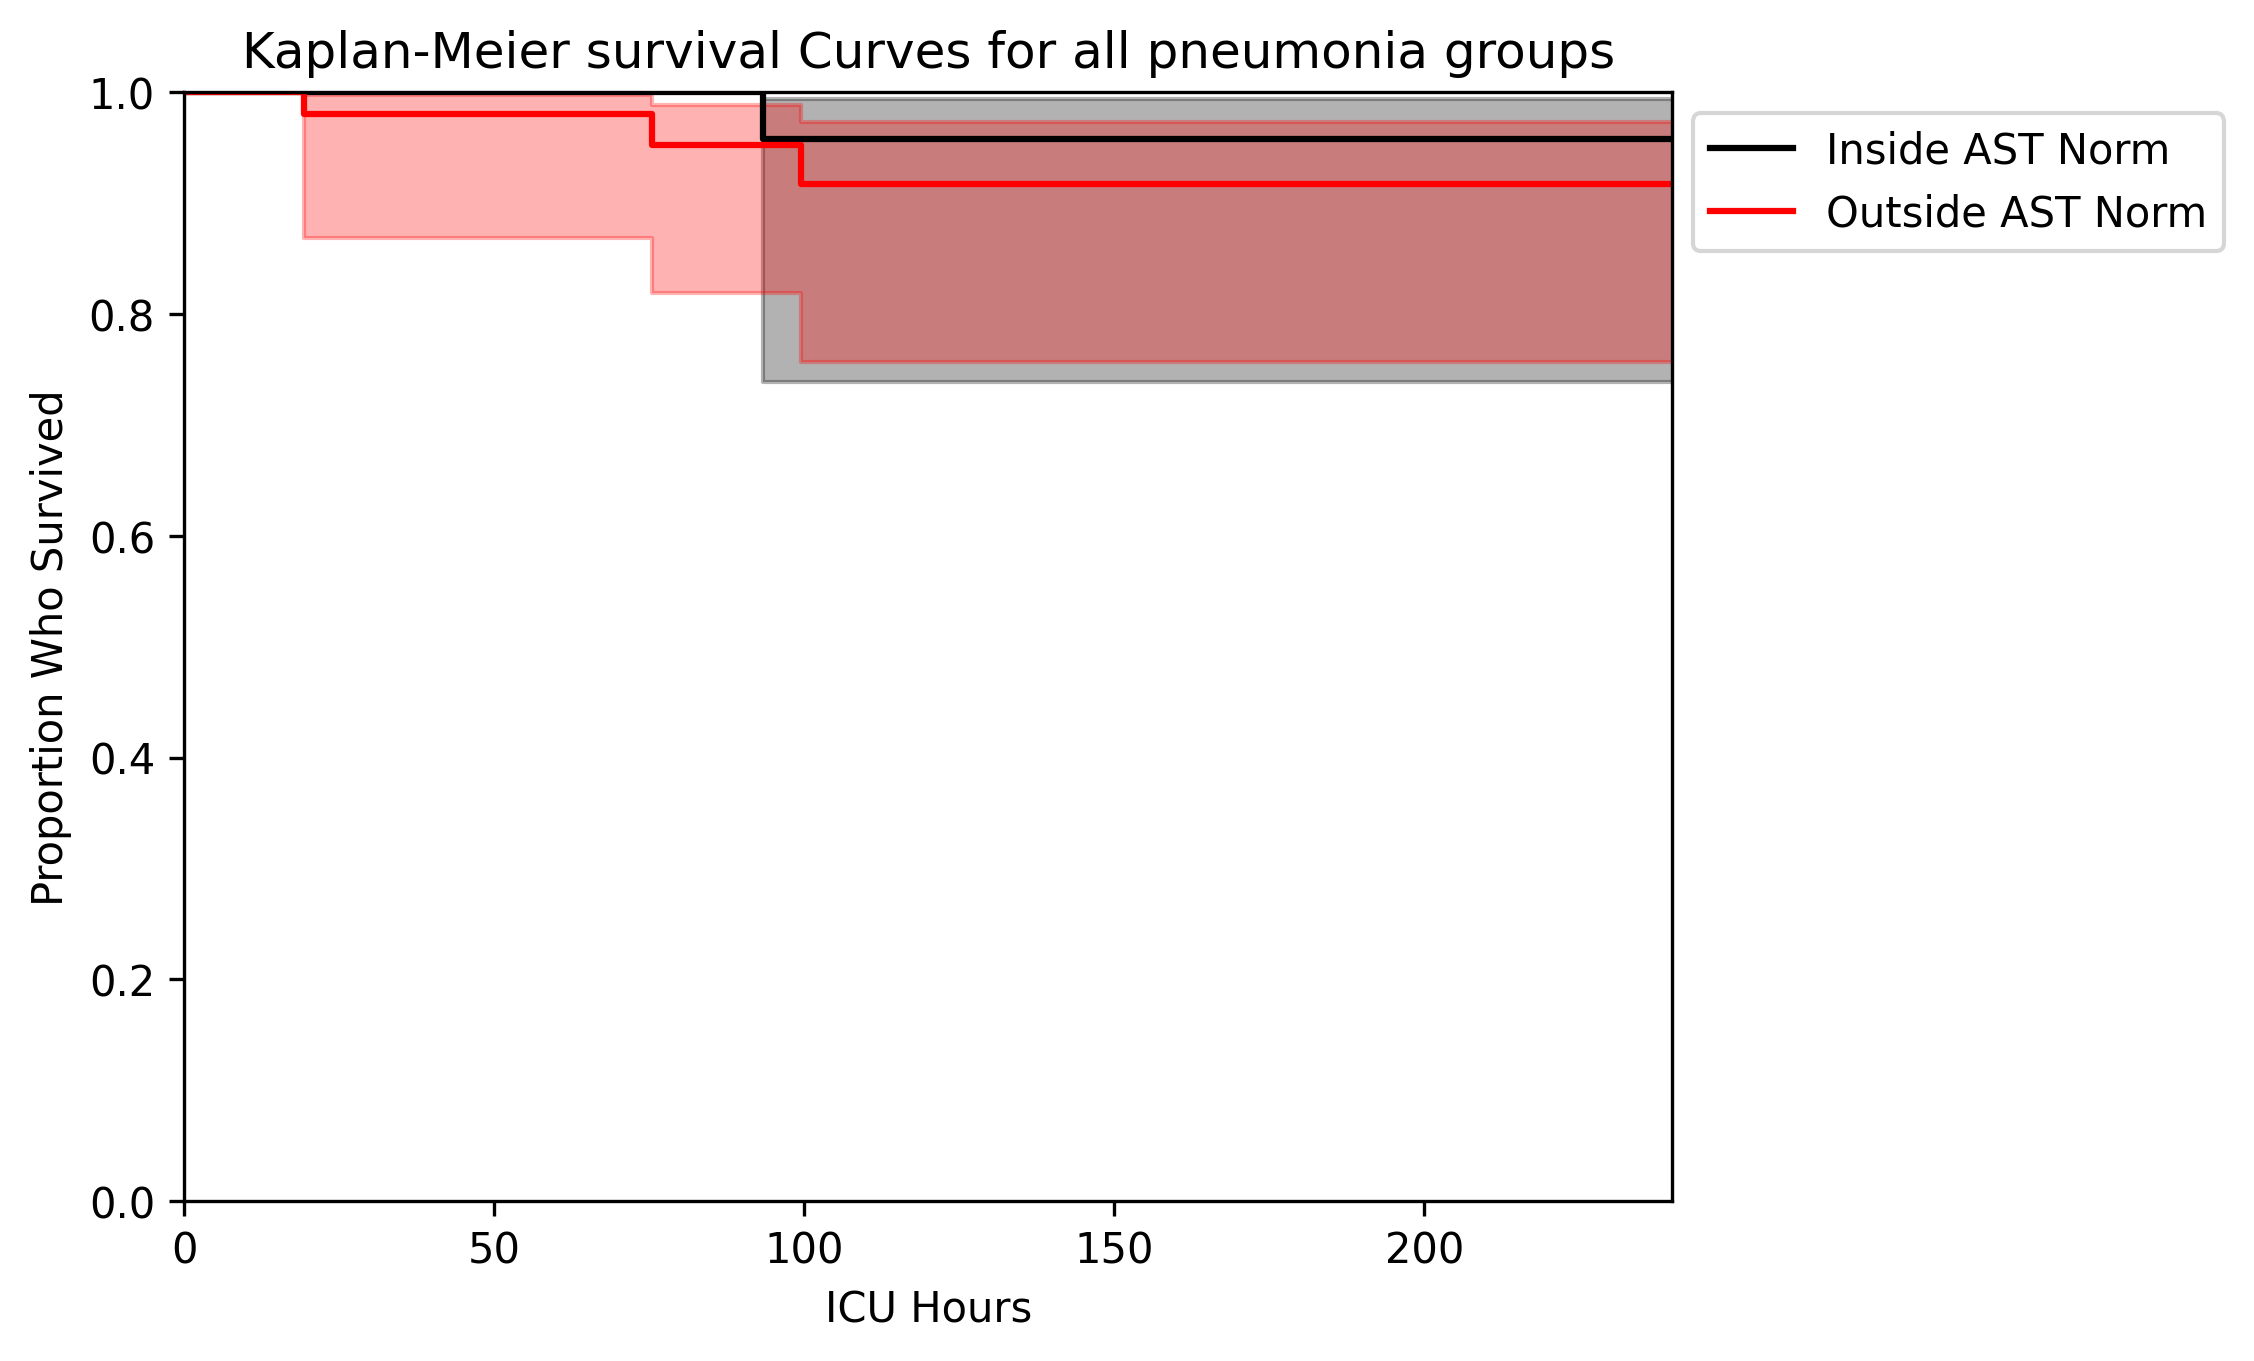 Kaplan-Meier survival Curves for all pneumonia groups
1.0
0.8
0.6
0.4
0.2
0.0
Proportion Who Survived
0 50 100 150 200
ICU Hours
Inside AST Norm
Outside AST Norm